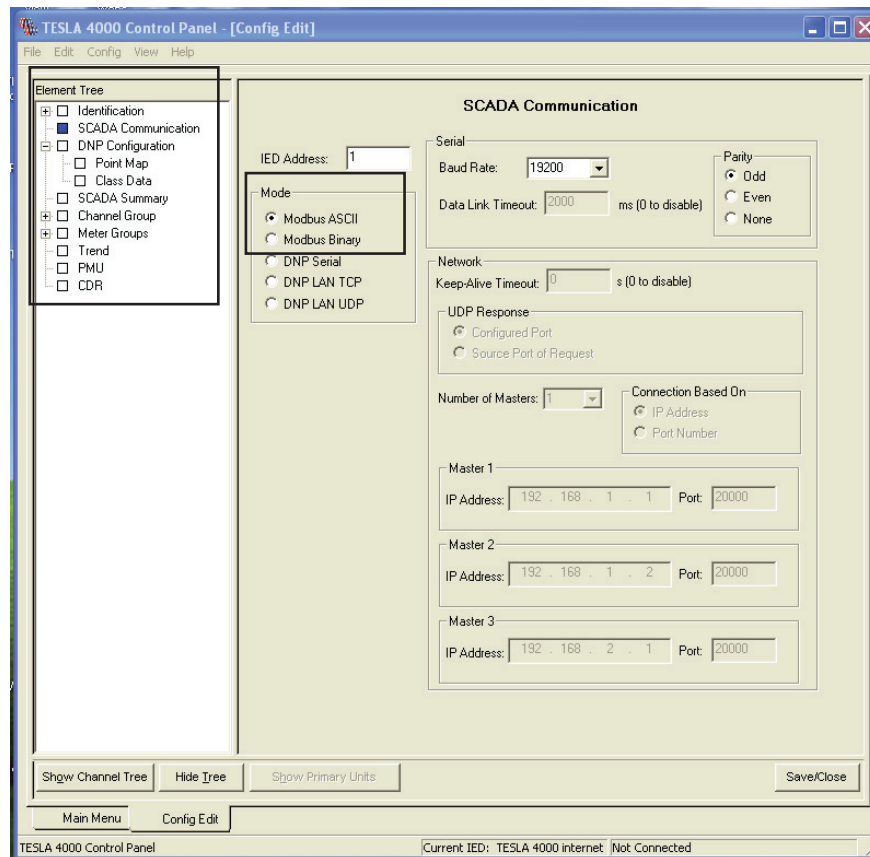 TESLA 4000 Control Panel - [Config Edit]
File Edit Config View Help
Element Tree
Identification
SCADA Communication
DNP Configuration
Point Map
Class Data
SCADA Summary
Channel Group
Meter Groups
Trend
PMU
CDR
SCADA Communication
IED Address: 1
Mode
Modbus ASCII
Modbus Binary
DNP Serial
DNP LAN TCP
DNP LAN UDP
Serial
Baud Rate: 19200
Data Link Timeout: 2000 ms (0 to disable)
Parity
Odd
Even
None
Network
Keep-Alive Timeout: 0 s (0 to disable)
UDP Response
Configured Port
Source Port of Request
Number of Masters: 1
Connection Based On
IP Address
Port Number
Master 1
IP Address: 192 . 168 . 1 . 1 Port: 20000
Master 2
IP Address: 192 . 168 . 1 . 2 Port: 20000
Master 3
IP Address: 192 . 168 . 2 . 1 Port: 20000
Show Channel Tree Hide Tree Show Primary Units Save/Close
Main Menu Config Edit
TESLA 4000 Control Panel Current IED: TESLA 4000 internet Not Connected